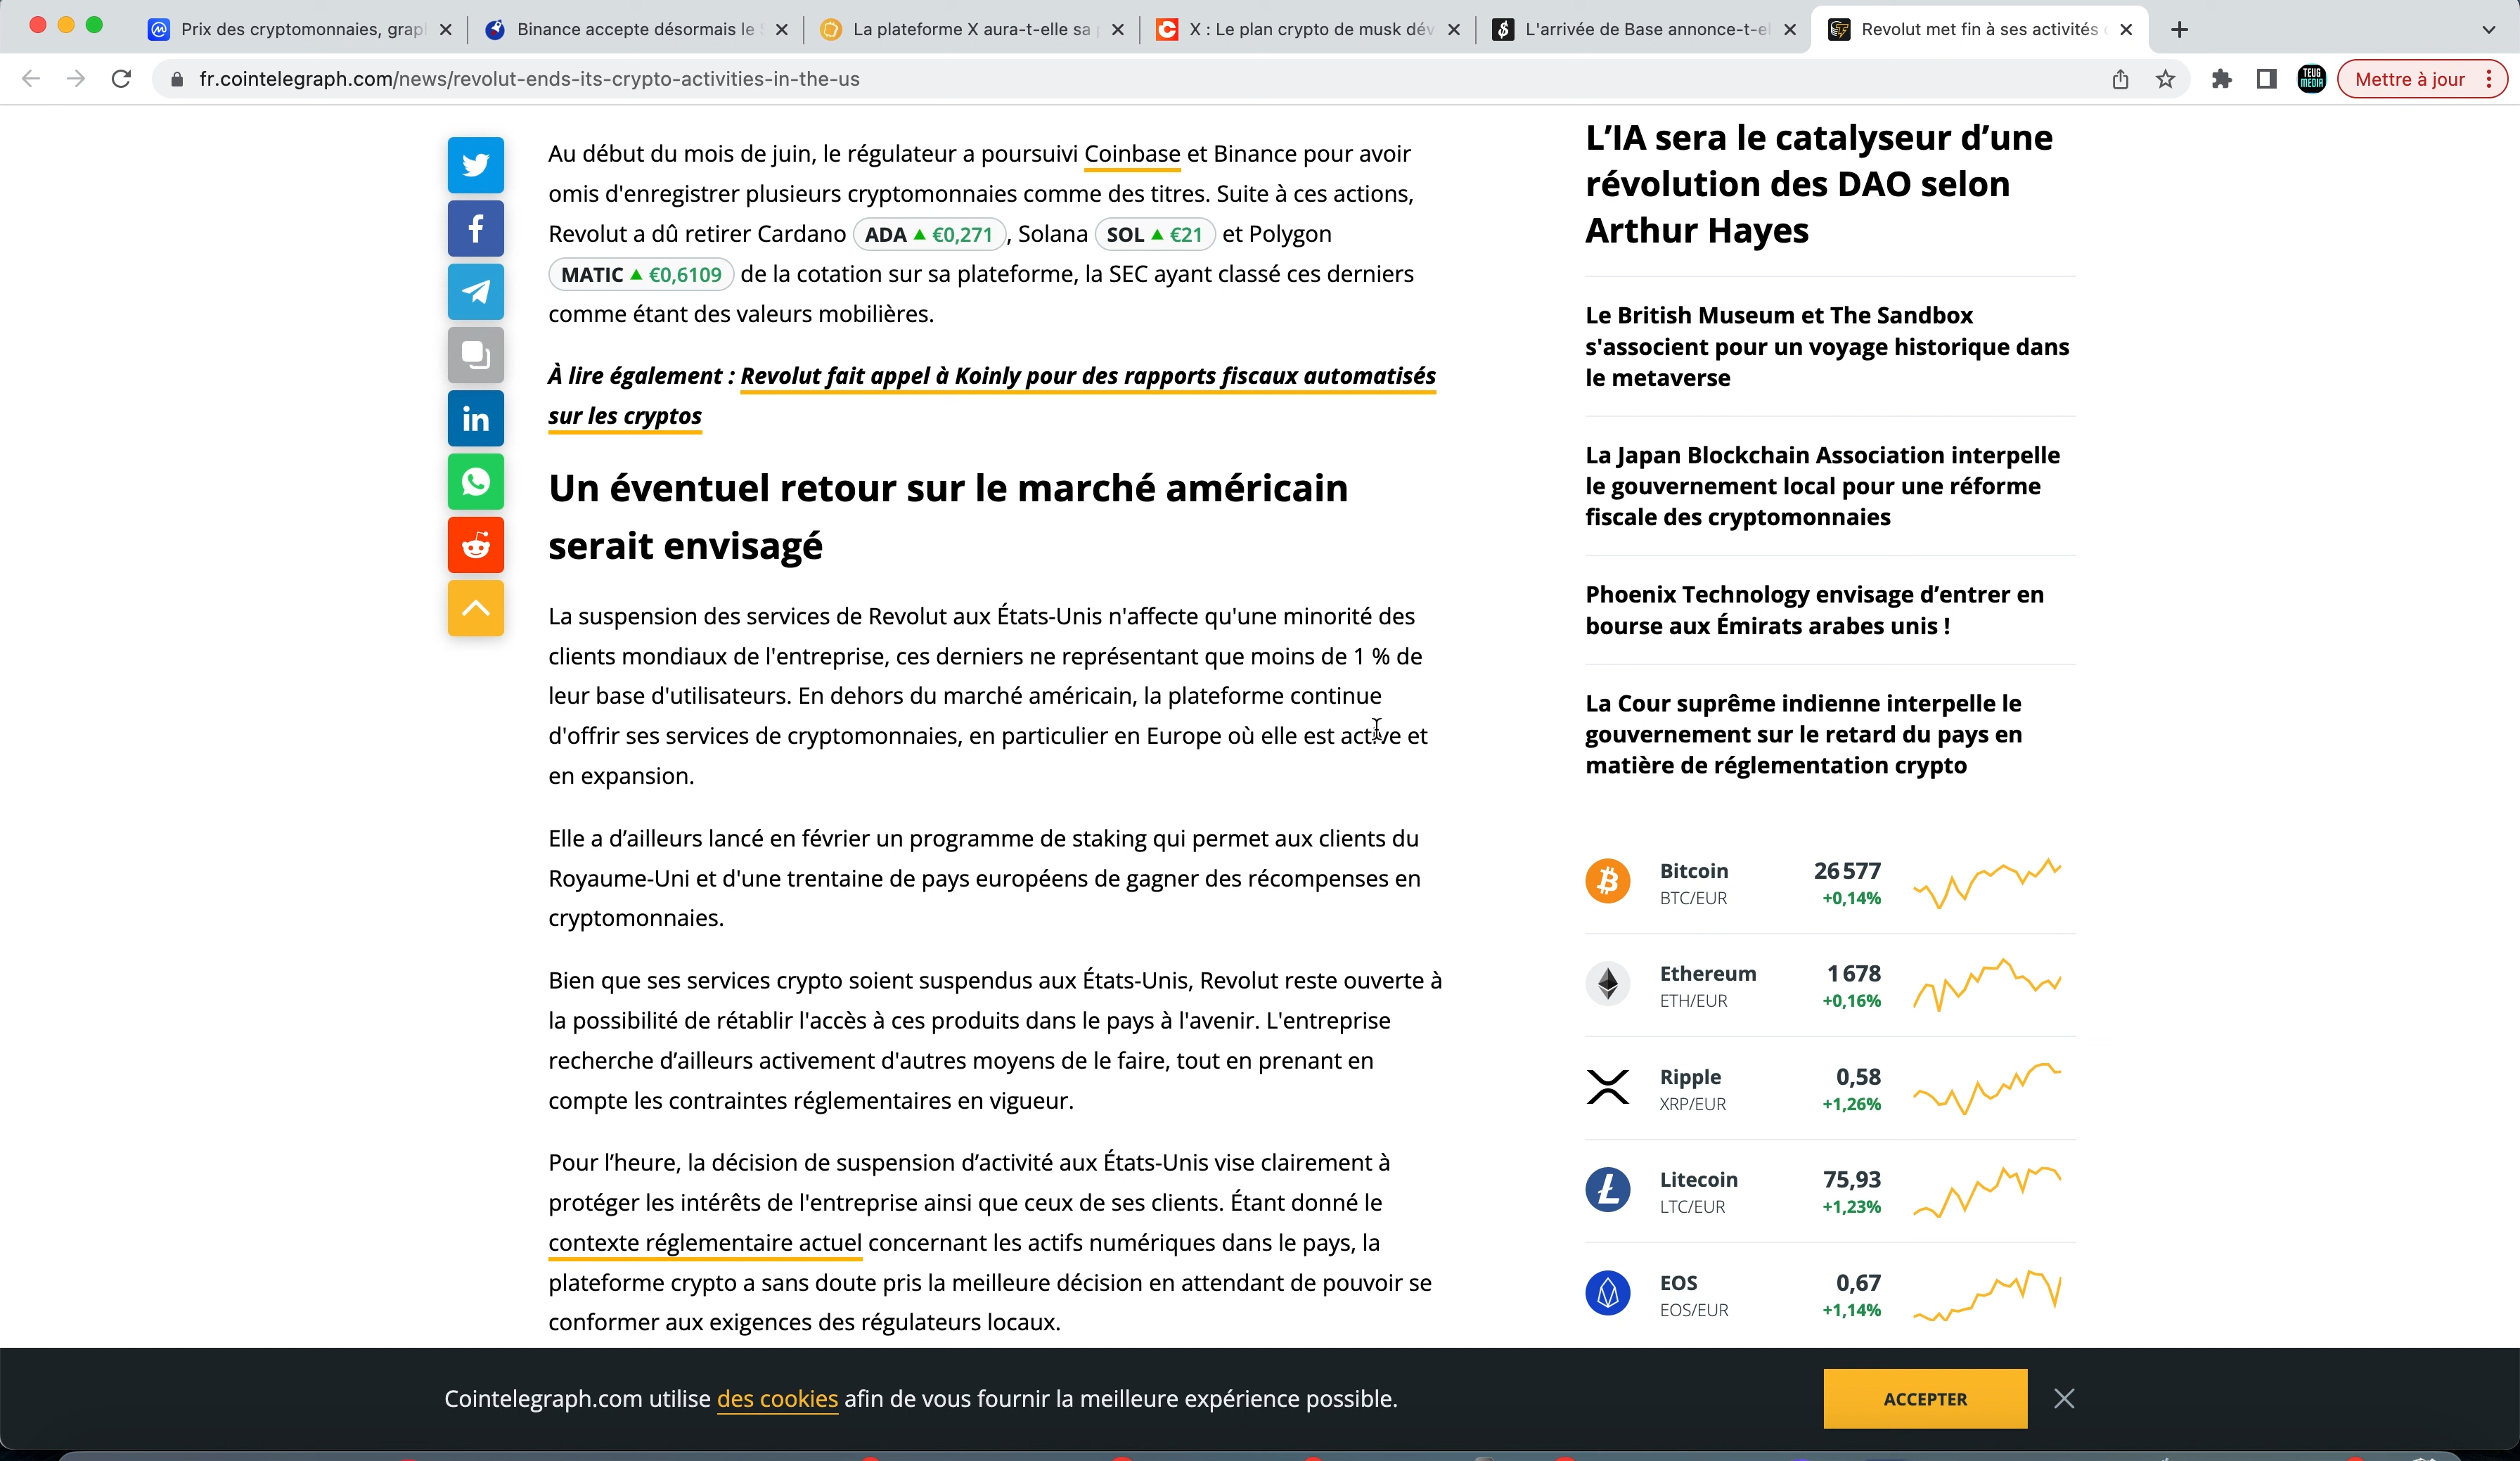 Prix des cryptomonnaies, grap
Binance accepte désormais le
La plateforme X aura-t-elle sa
X : Le plan crypto de musk dév
L'arrivée de Base annonce-t-el
Revolut met fin à ses activités
fr.cointelegraph.com/news/revolut-ends-its-crypto-activities-in-the-us
TEUG
MEDIA
Mettre à jour
Au début du mois de juin, le régulateur a poursuivi Coinbase et Binance pour avoir
omis d'enregistrer plusieurs cryptomonnaies comme des titres. Suite à ces actions,
Revolut a dû retirer Cardano ADA ▲ €0,271 , Solana SOL ▲ €21 et Polygon
MATIC ▲ €0,6109 de la cotation sur sa plateforme, la SEC ayant classé ces derniers
comme étant des valeurs mobilières.
À lire également : Revolut fait appel à Koinly pour des rapports fiscaux automatisés
sur les cryptos
Un éventuel retour sur le marché américain
serait envisagé
La suspension des services de Revolut aux États-Unis n'affecte qu'une minorité des
clients mondiaux de l'entreprise, ces derniers ne représentant que moins de 1 % de
leur base d'utilisateurs. En dehors du marché américain, la plateforme continue
d'offrir ses services de cryptomonnaies, en particulier en Europe où elle est active et
en expansion.
Elle a d’ailleurs lancé en février un programme de staking qui permet aux clients du
Royaume-Uni et d'une trentaine de pays européens de gagner des récompenses en
cryptomonnaies.
Bien que ses services crypto soient suspendus aux États-Unis, Revolut reste ouverte à
la possibilité de rétablir l'accès à ces produits dans le pays à l'avenir. L'entreprise
recherche d’ailleurs activement d'autres moyens de le faire, tout en prenant en
compte les contraintes réglementaires en vigueur.
Pour l’heure, la décision de suspension d’activité aux États-Unis vise clairement à
protéger les intérêts de l'entreprise ainsi que ceux de ses clients. Étant donné le
contexte réglementaire actuel concernant les actifs numériques dans le pays, la
plateforme crypto a sans doute pris la meilleure décision en attendant de pouvoir se
conformer aux exigences des régulateurs locaux.
L’IA sera le catalyseur d’une
révolution des DAO selon
Arthur Hayes
Le British Museum et The Sandbox
s'associent pour un voyage historique dans
le metaverse
La Japan Blockchain Association interpelle
le gouvernement local pour une réforme
fiscale des cryptomonnaies
Phoenix Technology envisage d’entrer en
bourse aux Émirats arabes unis !
La Cour suprême indienne interpelle le
gouvernement sur le retard du pays en
matière de réglementation crypto
Bitcoin 26 577
BTC/EUR +0,14%
Ethereum 1 678
ETH/EUR +0,16%
Ripple 0,58
XRP/EUR +1,26%
Litecoin 75,93
LTC/EUR +1,23%
EOS 0,67
EOS/EUR +1,14%
Cointelegraph.com utilise des cookies afin de vous fournir la meilleure expérience possible.
ACCEPTER